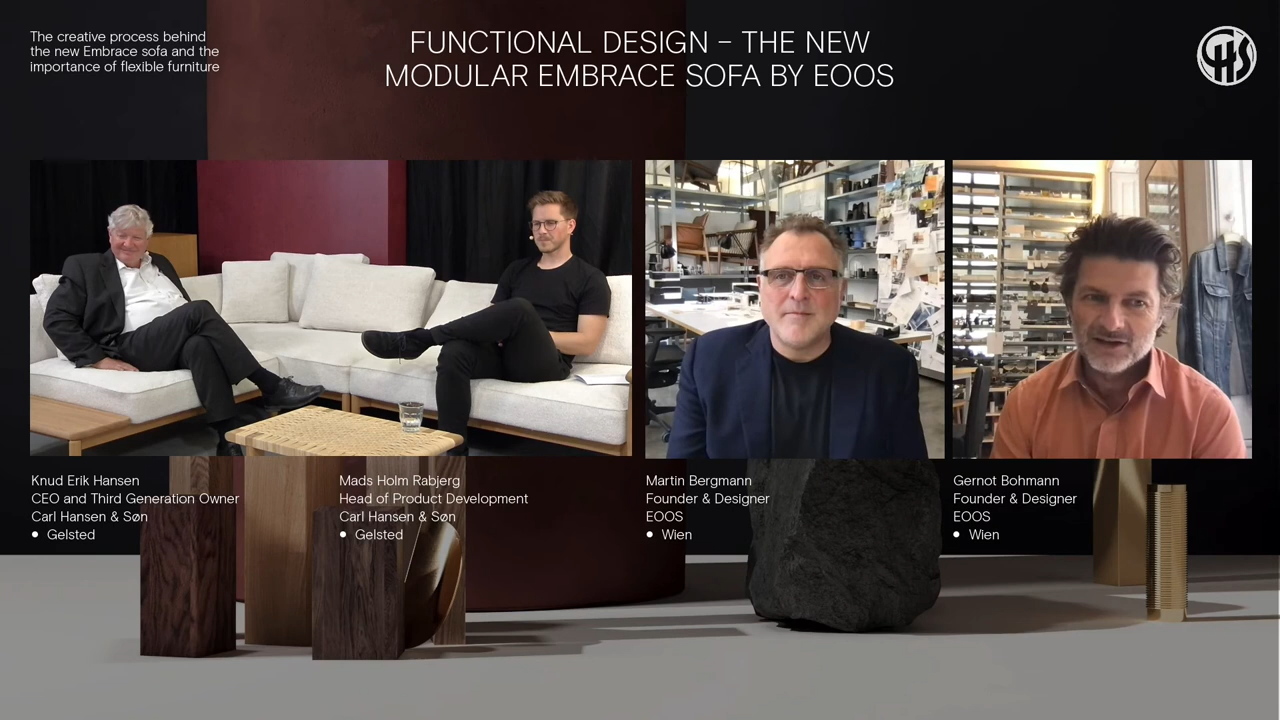 The creative process behind
the new Embrace sofa and the
importance of flexible furniture
FUNCTIONAL DESIGN – THE NEW
MODULAR EMBRACE SOFA BY EOOS
CHS
Knud Erik Hansen
CEO and Third Generation Owner
Carl Hansen & Søn
Gelsted
Mads Holm Rabjerg
Head of Product Development
Carl Hansen & Søn
Gelsted
Martin Bergmann
Founder & Designer
EOOS
Wien
Gernot Bohmann
Founder & Designer
EOOS
Wien